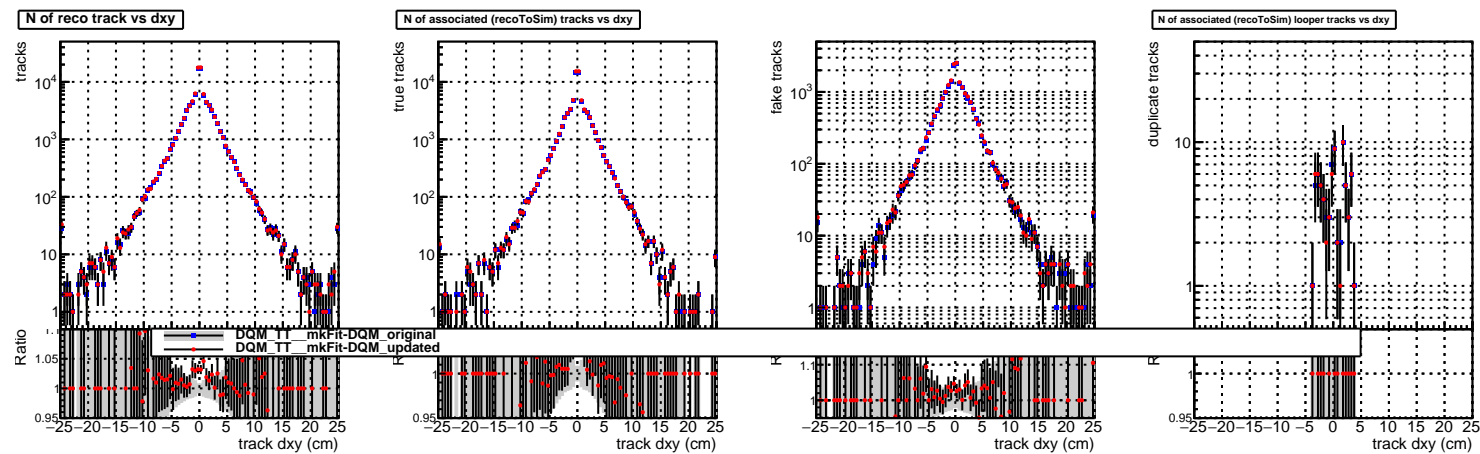 N of reco track vs dxy
N of associated (recoToSim) tracks vs dxy
N of associated (recoToSim) looper tracks vs dxy
tracks
10⁴
10³
10²
10
1
true tracks
10⁴
10³
10²
10
1
fake tracks
10³
10²
10
1
duplicate tracks
10
1
DQM_TT__mkFit-DQM_original
DQM_TT__mkFit-DQM_updated
Ratio
1.05
1
0.95
1
0.95
1.1
1
1
0.95
−25 −20 −15 −10 −5 0 5 10 15 20 25
−25 −20 −15 −10 −5 0 5 10 15 20 25
−25 −20 −15 −10 −5 0 5 10 15 20 25
−25 −20 −15 −10 −5 0 5 10 15 20 25
track dxy (cm)
track dxy (cm)
track dxy (cm)
track dxy (cm)